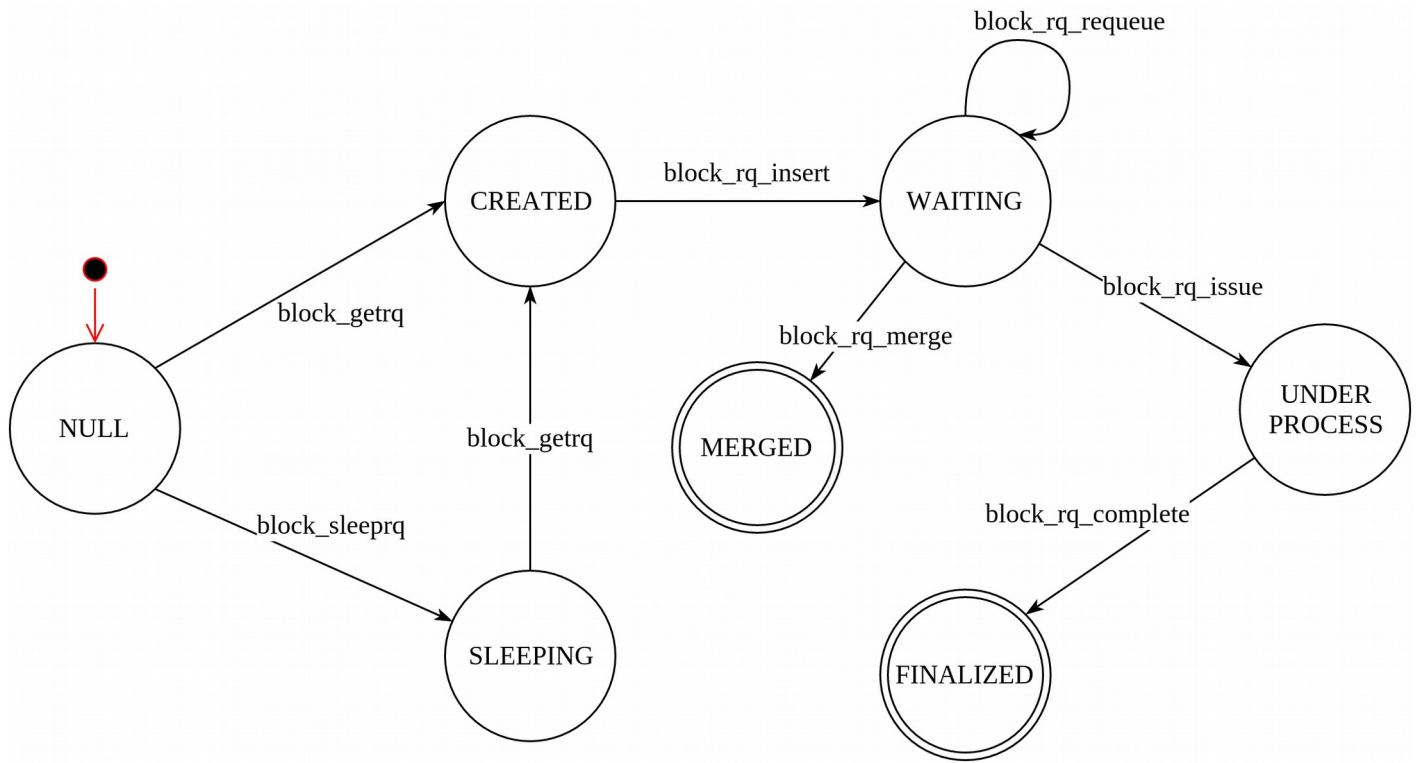 block_rq_requeue
block_rq_insert
CREATED
WAITING
block_rq_issue
block_getrq
block_rq_merge
UNDER
PROCESS
NULL
block_getrq
MERGED
block_sleeprq
block_rq_complete
SLEEPING
FINALIZED